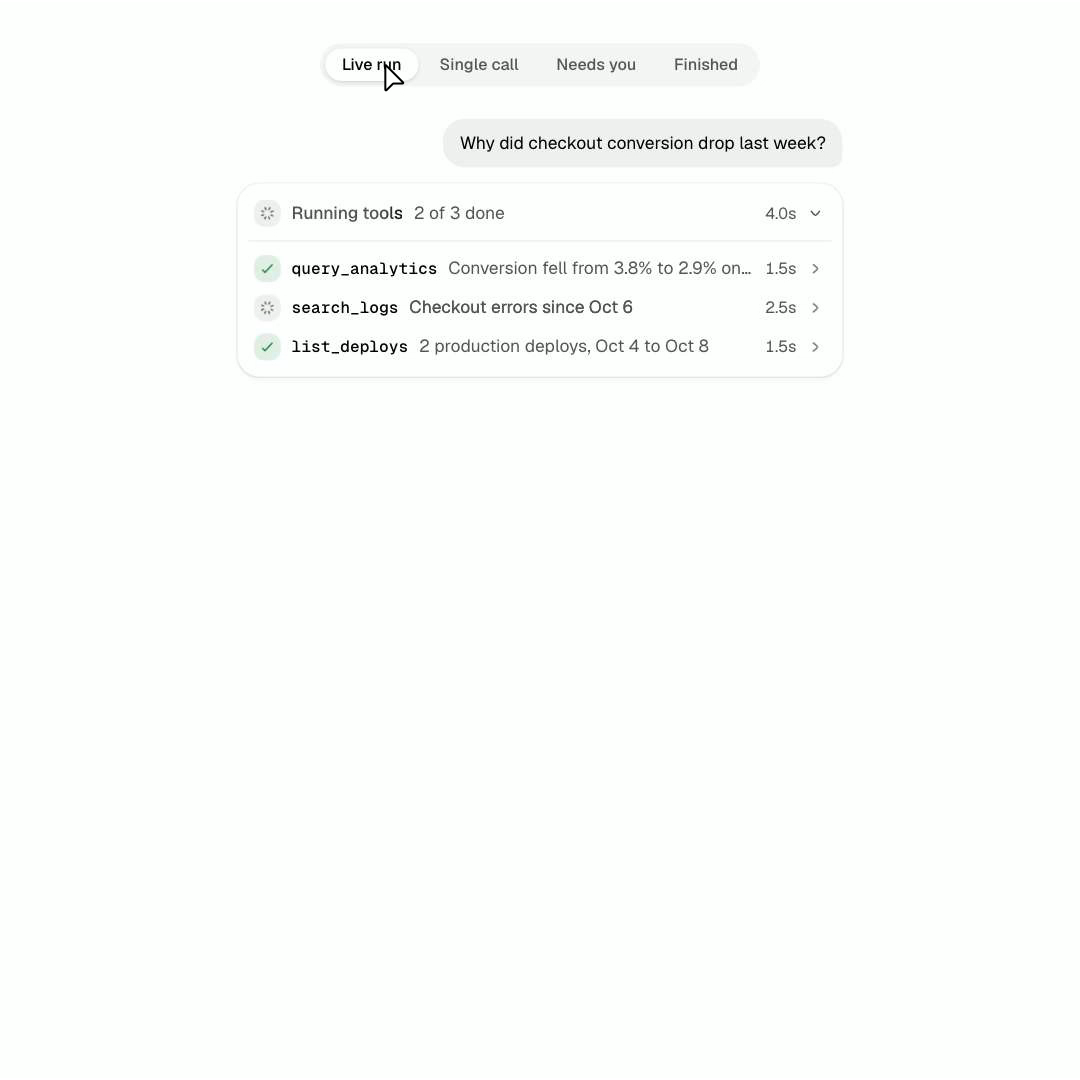 Live run Single call Needs you Finished
Why did checkout conversion drop last week?
Running tools 2 of 3 done 4.0s
query_analytics Conversion fell from 3.8% to 2.9% on… 1.5s
search_logs Checkout errors since Oct 6 2.5s
list_deploys 2 production deploys, Oct 4 to Oct 8 1.5s